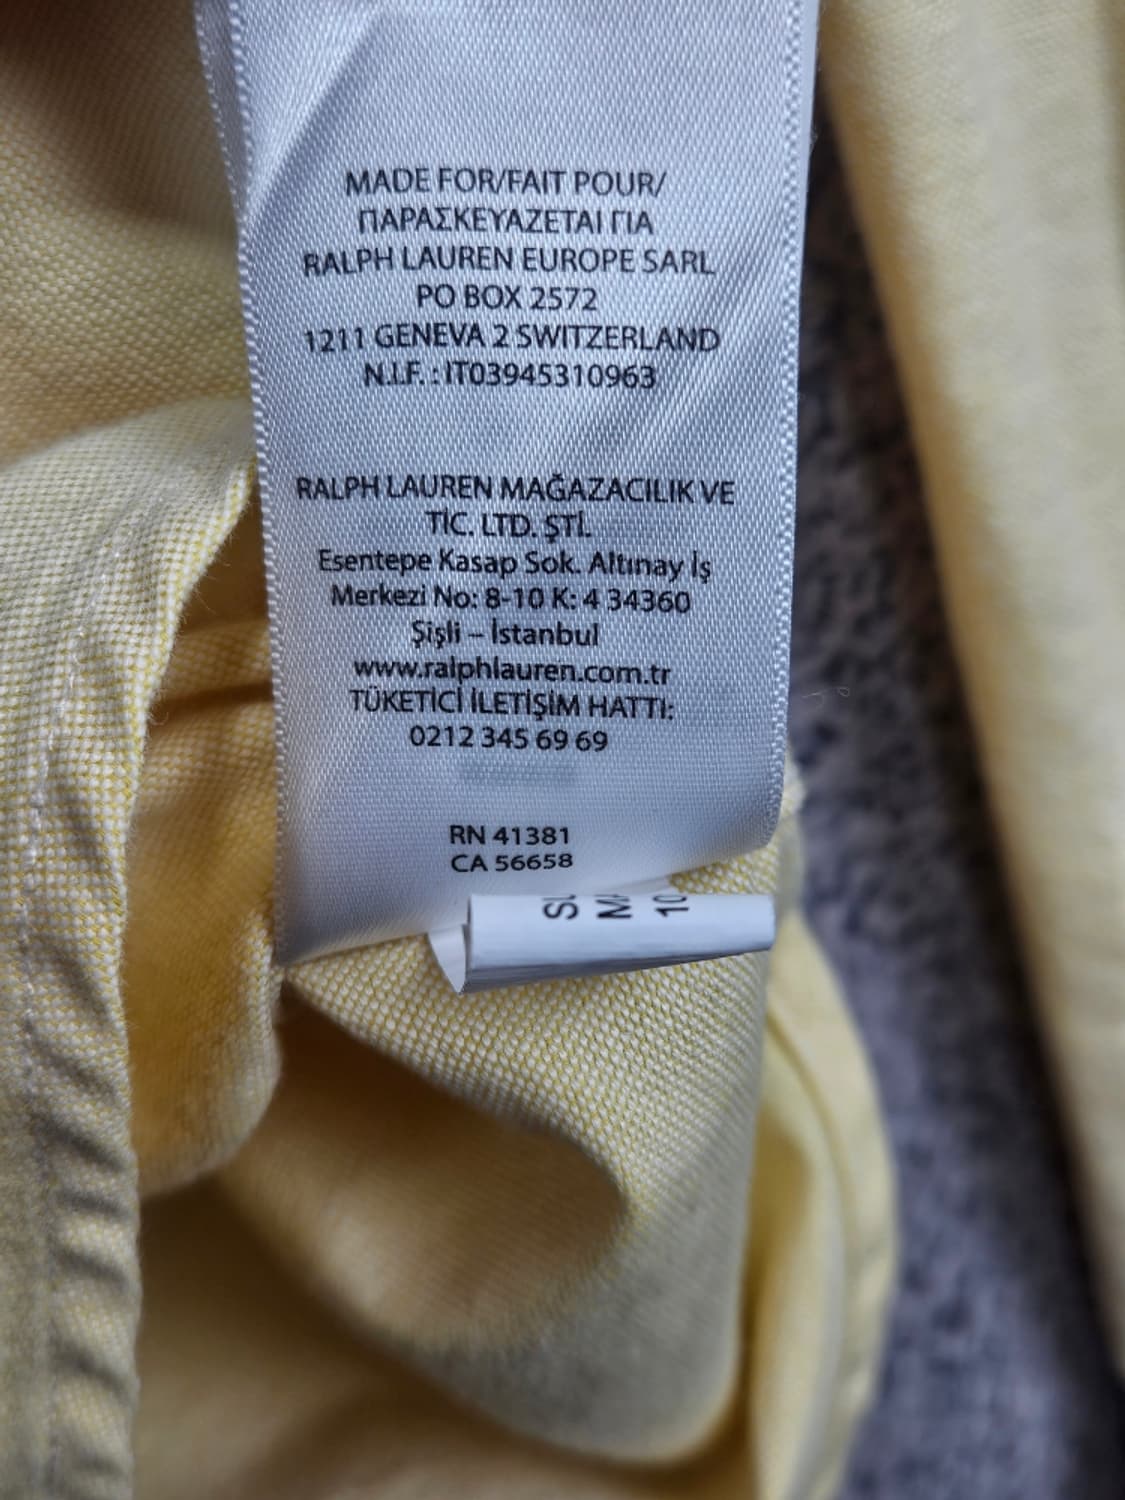 MADE FOR/FAIT POUR/
ΠΑΡΑΣΚΕΥΑΖΕΤΑΙ ΓΙΑ
RALPH LAUREN EUROPE SARL
PO BOX 2572
1211 GENEVA 2 SWITZERLAND
N.I.F. : IT03945310963
RALPH LAUREN MAĞAZACILIK VE
TİC. LTD. ŞTİ.
Esentepe Kasap Sok. Altınay İş
Merkezi No: 8-10 K: 4 34360
Şişli – İstanbul
www.ralphlauren.com.tr
TÜKETİCİ İLETİŞİM HATTI:
0212 345 69 69
RN 41381
CA 56658